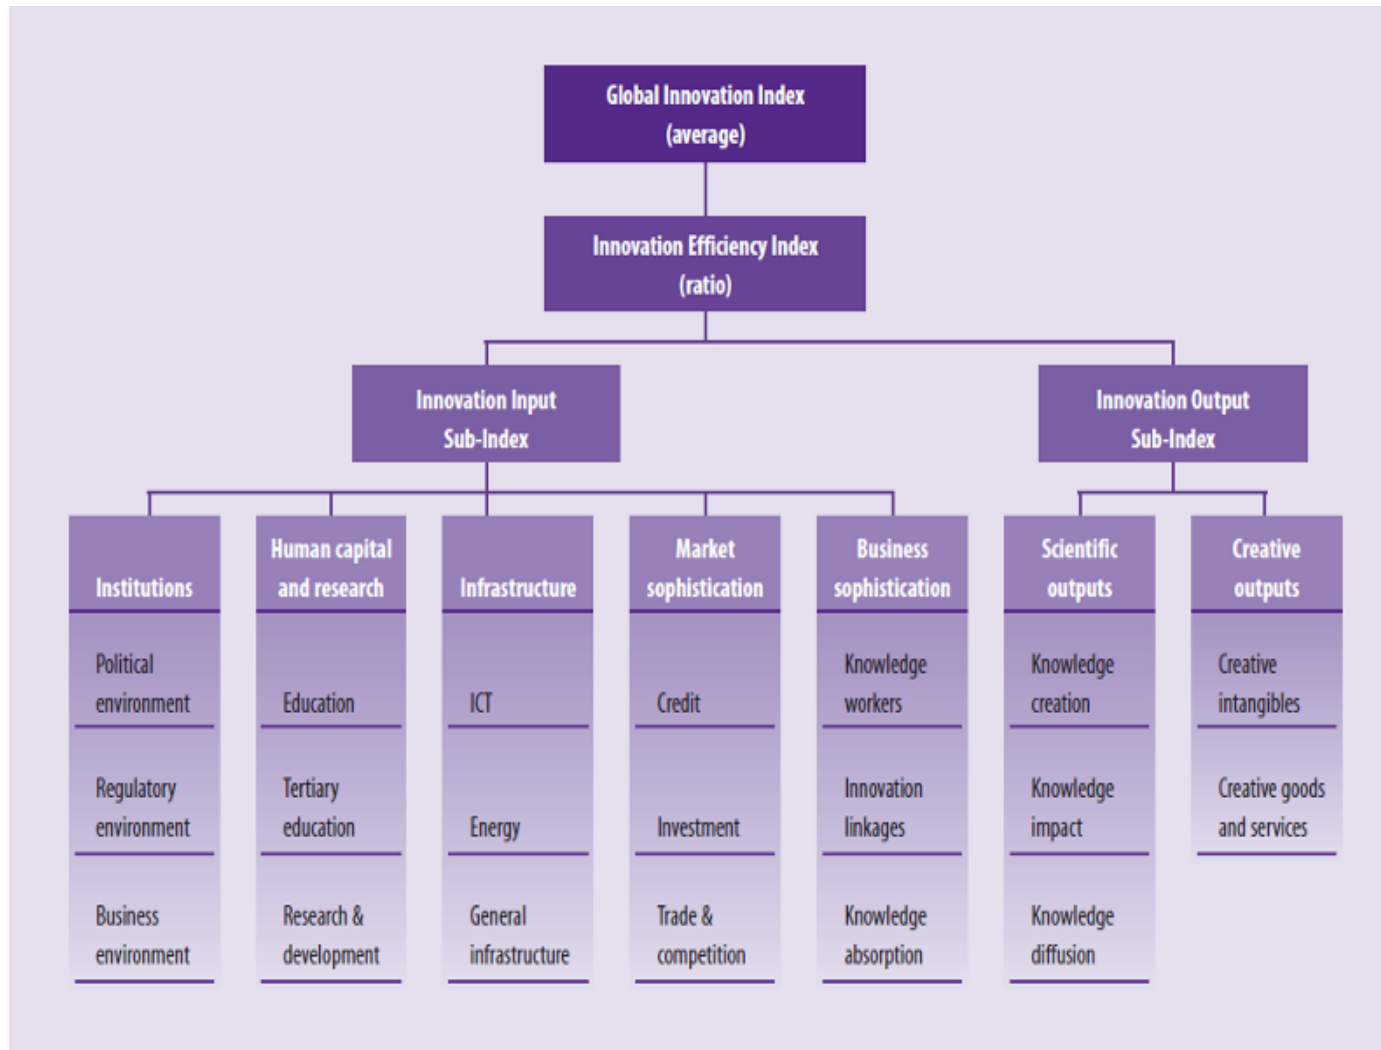 Global Innovation Index
(average)
Innovation Efficiency Index
(ratio)
Innovation Input
Sub-Index
Innovation Output
Sub-Index
Institutions
Human capital
and research
Infrastructure
Market
sophistication
Business
sophistication
Scientific
outputs
Creative
outputs
Political
environment
Education
ICT
Credit
Knowledge
workers
Knowledge
creation
Creative
intangibles
Regulatory
environment
Tertiary
education
Energy
Investment
Innovation
linkages
Knowledge
impact
Creative goods
and services
Business
environment
Research &
development
General
infrastructure
Trade &
competition
Knowledge
absorption
Knowledge
diffusion